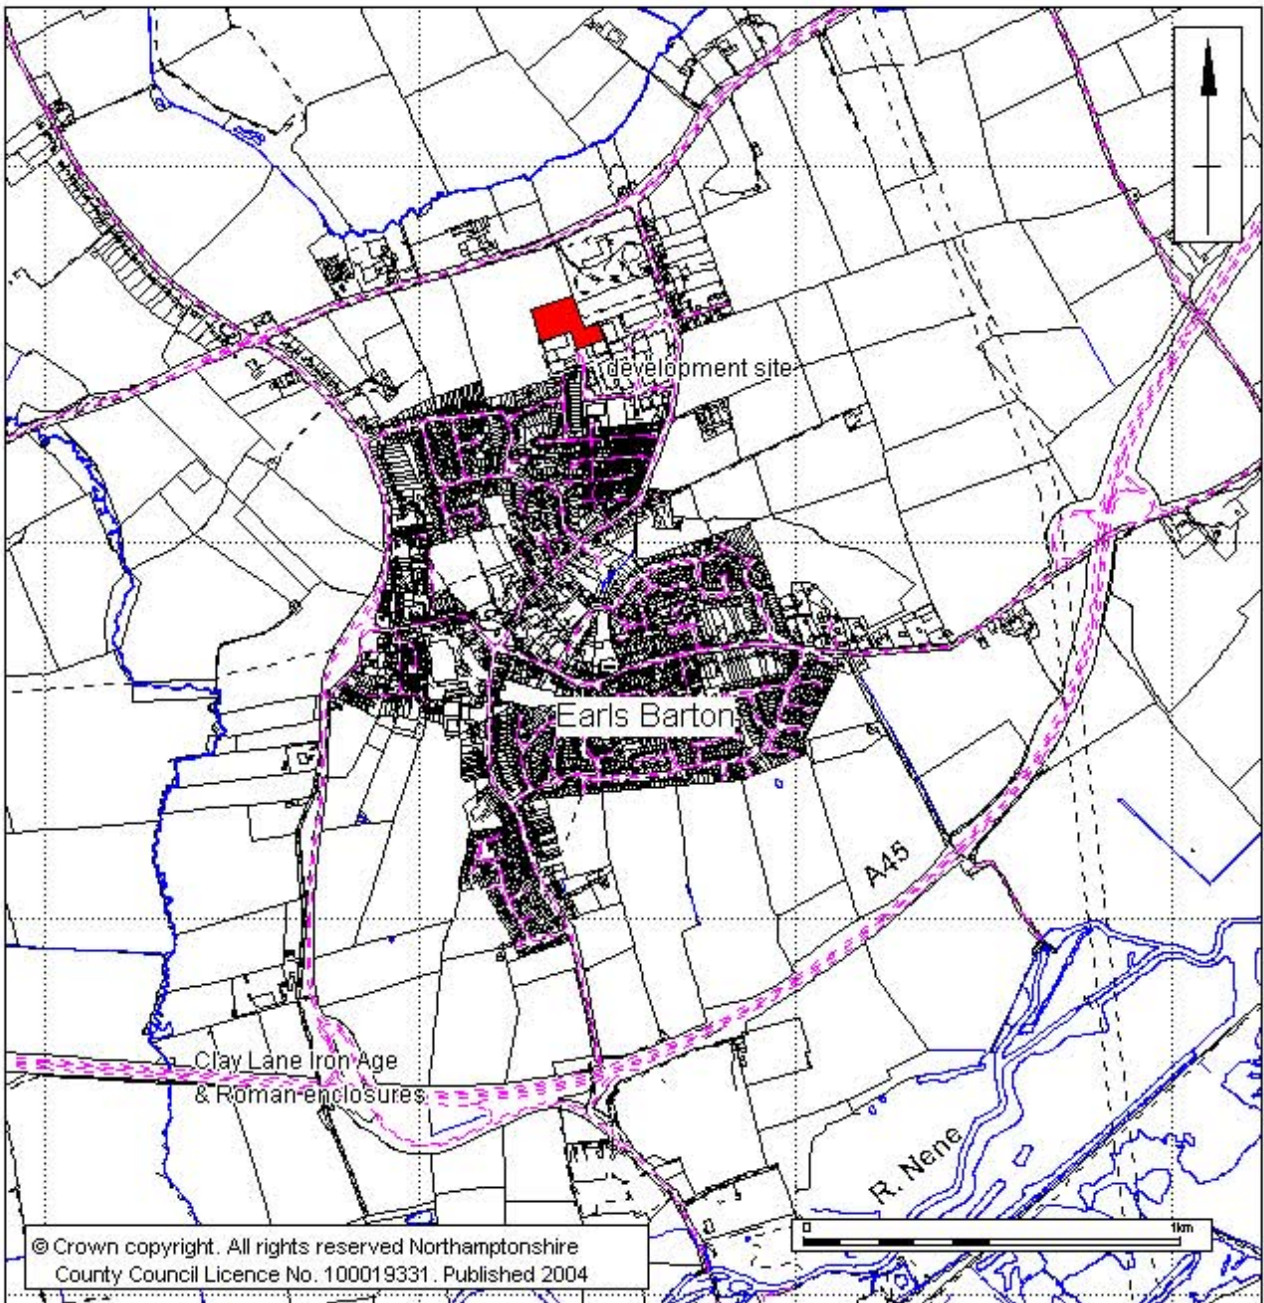 development site
Earls Barton
A45
Clay Lane Iron Age
& Roman enclosures
R. Nene
0 1km
© Crown copyright. All rights reserved Northamptonshire
County Council Licence No. 100019331. Published 2004